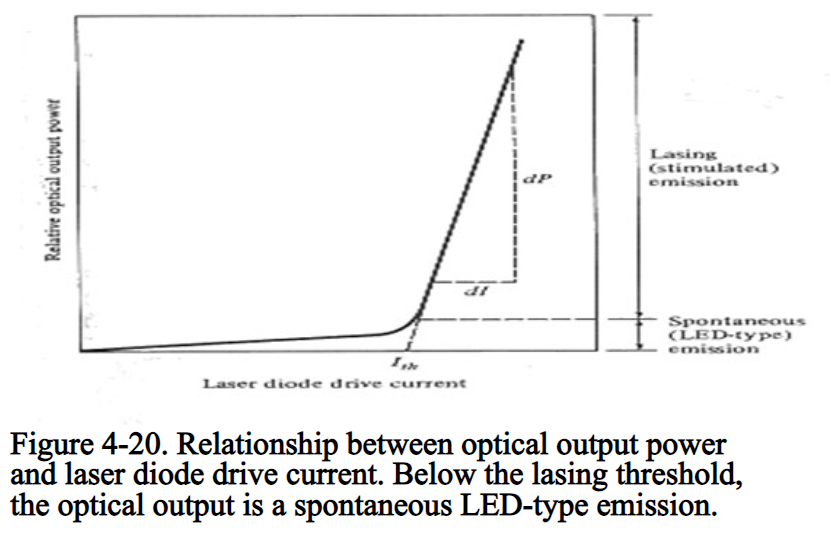 Relative optical output power
Lasing
(stimulated)
emission
dP
dI
Spontaneous
(LED-type)
emission
Ith
Laser diode drive current
Figure 4-20. Relationship between optical output power
and laser diode drive current. Below the lasing threshold,
the optical output is a spontaneous LED-type emission.